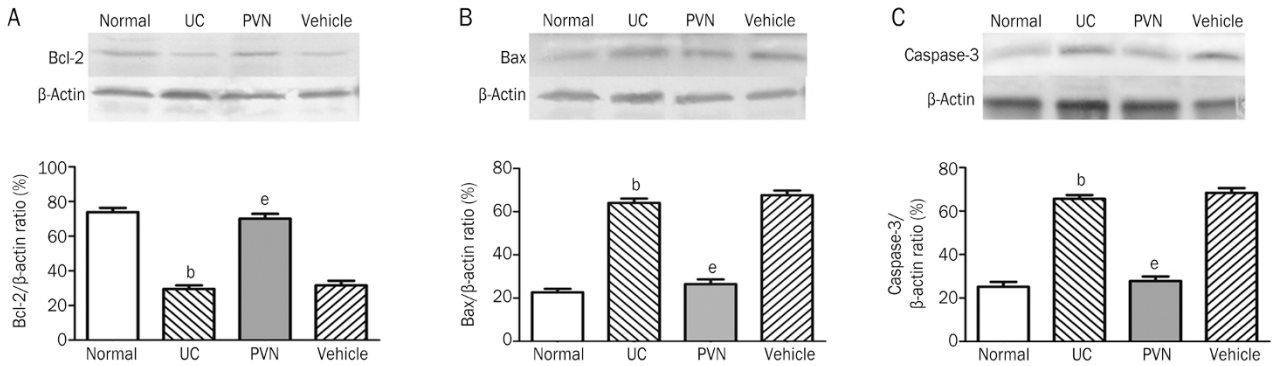 A
Normal UC PVN Vehicle
Bcl-2
β-Actin
Bcl-2/β-actin ratio (%)
100
80
60
40
20
0
b
e
Normal UC PVN Vehicle
B
Normal UC PVN Vehicle
Bax
β-Actin
Bax/β-actin ratio (%)
80
60
40
20
0
b
e
Normal UC PVN Vehicle
C
Normal UC PVN Vehicle
Caspase-3
β-Actin
Caspase-3/
β-actin ratio (%)
80
60
40
20
0
b
e
Normal UC PVN Vehicle